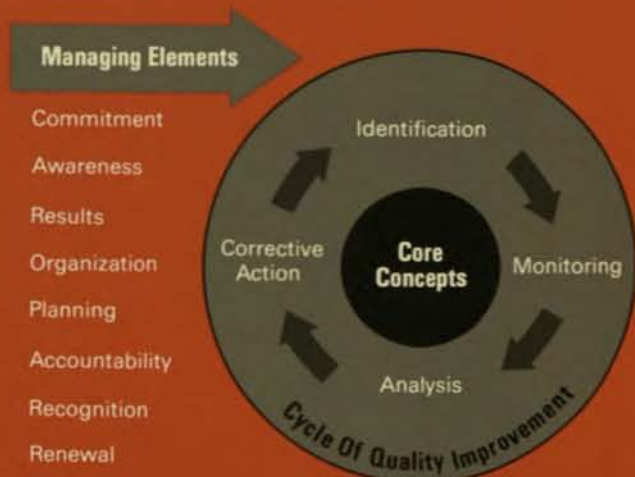 Managing Elements
Commitment
Awareness
Results
Organization
Planning
Accountability
Recognition
Renewal
Identification
Monitoring
Analysis
Corrective
Action
Core
Concepts
Cycle Of Quality Improvement